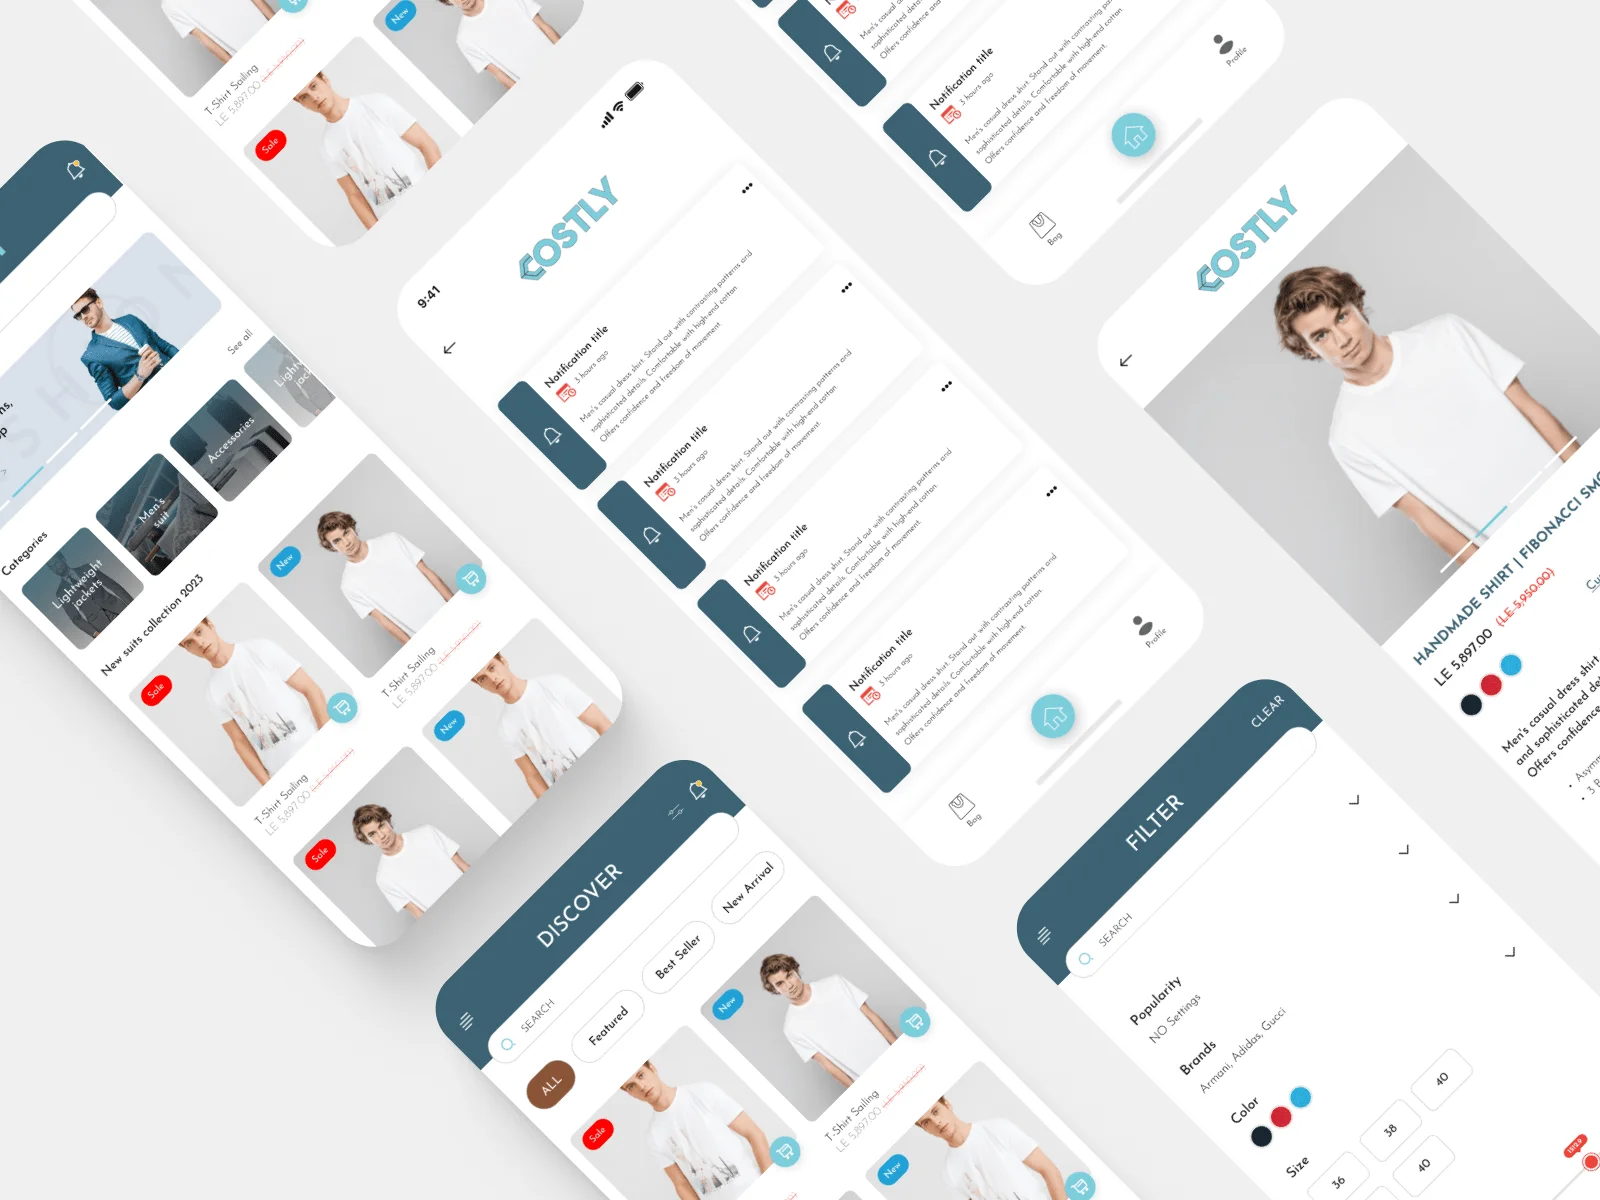 T-Shirt Sailing
LE 5,897.00
New
Sale
See all
Categories
Lightweight
jackets
Men's
suit
Accessories
New suits collection 2023
Sale
New
T-Shirt Sailing
LE 5,897.00
T-Shirt Sailing
LE 5,897.00
Sale
New
9:41
COSTLY
Notification title
3 hours ago
Men's casual dress shirt. Stand out with contrasting patterns and
sophisticated details. Comfortable with high-end cotton.
Offers confidence and freedom of movement.
Notification title
3 hours ago
Men's casual dress shirt. Stand out with contrasting patterns and
sophisticated details. Comfortable with high-end cotton.
Offers confidence and freedom of movement.
Notification title
3 hours ago
Men's casual dress shirt. Stand out with contrasting patterns and
sophisticated details. Comfortable with high-end cotton.
Offers confidence and freedom of movement.
Notification title
3 hours ago
Men's casual dress shirt. Stand out with contrasting patterns and
sophisticated details. Comfortable with high-end cotton.
Offers confidence and freedom of movement.
Bag
Profile
Notification title
3 hours ago
Men's casual dress shirt. Stand out with contrasting patterns and
sophisticated details. Comfortable with high-end cotton.
Offers confidence and freedom of movement.
Bag
Profile
COSTLY
HANDMADE SHIRT | FIBONACCI
LE 5,897.00 (LE 5,950.00)
Men's casual dress shirt
and sophisticated
Offers confidence
DISCOVER
SEARCH
ALL
Featured
Best Seller
New Arrival
Sale
New
T-Shirt Sailing
LE 5,897.00
New
FILTER
CLEAR
SEARCH
Popularity
NO Settings
Brands
Armani, Adidas, Gucci
Color
Size
36
38
40
40